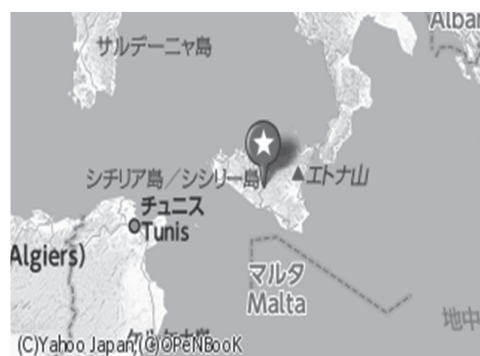 Alba
サルデーニャ島
シチリア島／シシリー島
エトナ山
チュニス
Tunis
Algiers)
マルタ
Malta
地中
(C)Yahoo Japan,(C)OPeNBooK